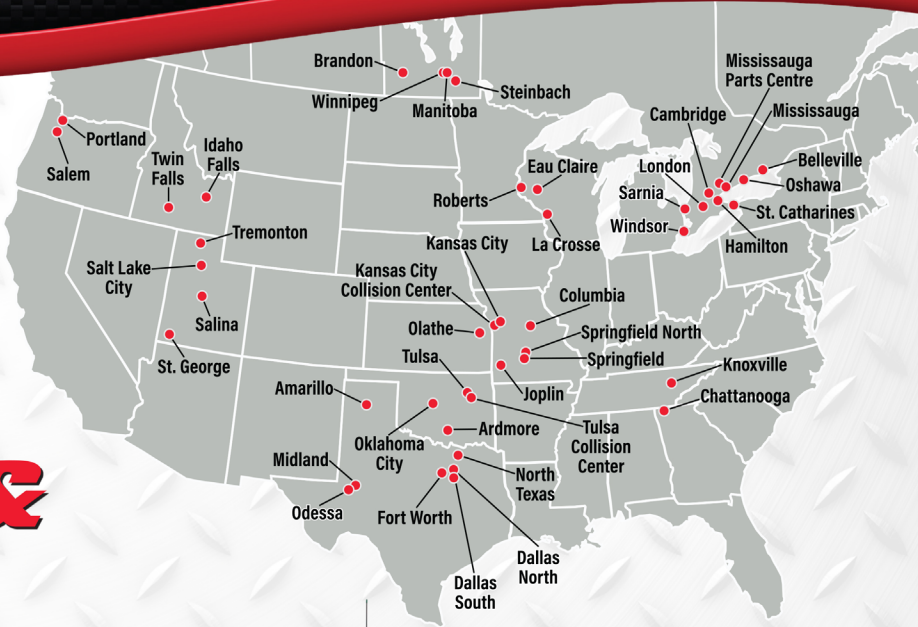 Brandon
Winnipeg
Manitoba
Steinbach
Mississauga
Parts Centre
Cambridge
Mississauga
London
Belleville
Sarnia
Oshawa
St. Catharines
Windsor
Hamilton
Portland
Salem
Twin
Falls
Idaho
Falls
Eau Claire
Roberts
La Crosse
Tremonton
Salt Lake
City
Salina
St. George
Kansas City
Kansas City
Collision Center
Columbia
Olathe
Springfield North
Springfield
Tulsa
Joplin
Knoxville
Chattanooga
Amarillo
Oklahoma
City
Ardmore
Tulsa
Collision
Center
Midland
Odessa
North
Texas
Fort Worth
Dallas
North
Dallas
South
&